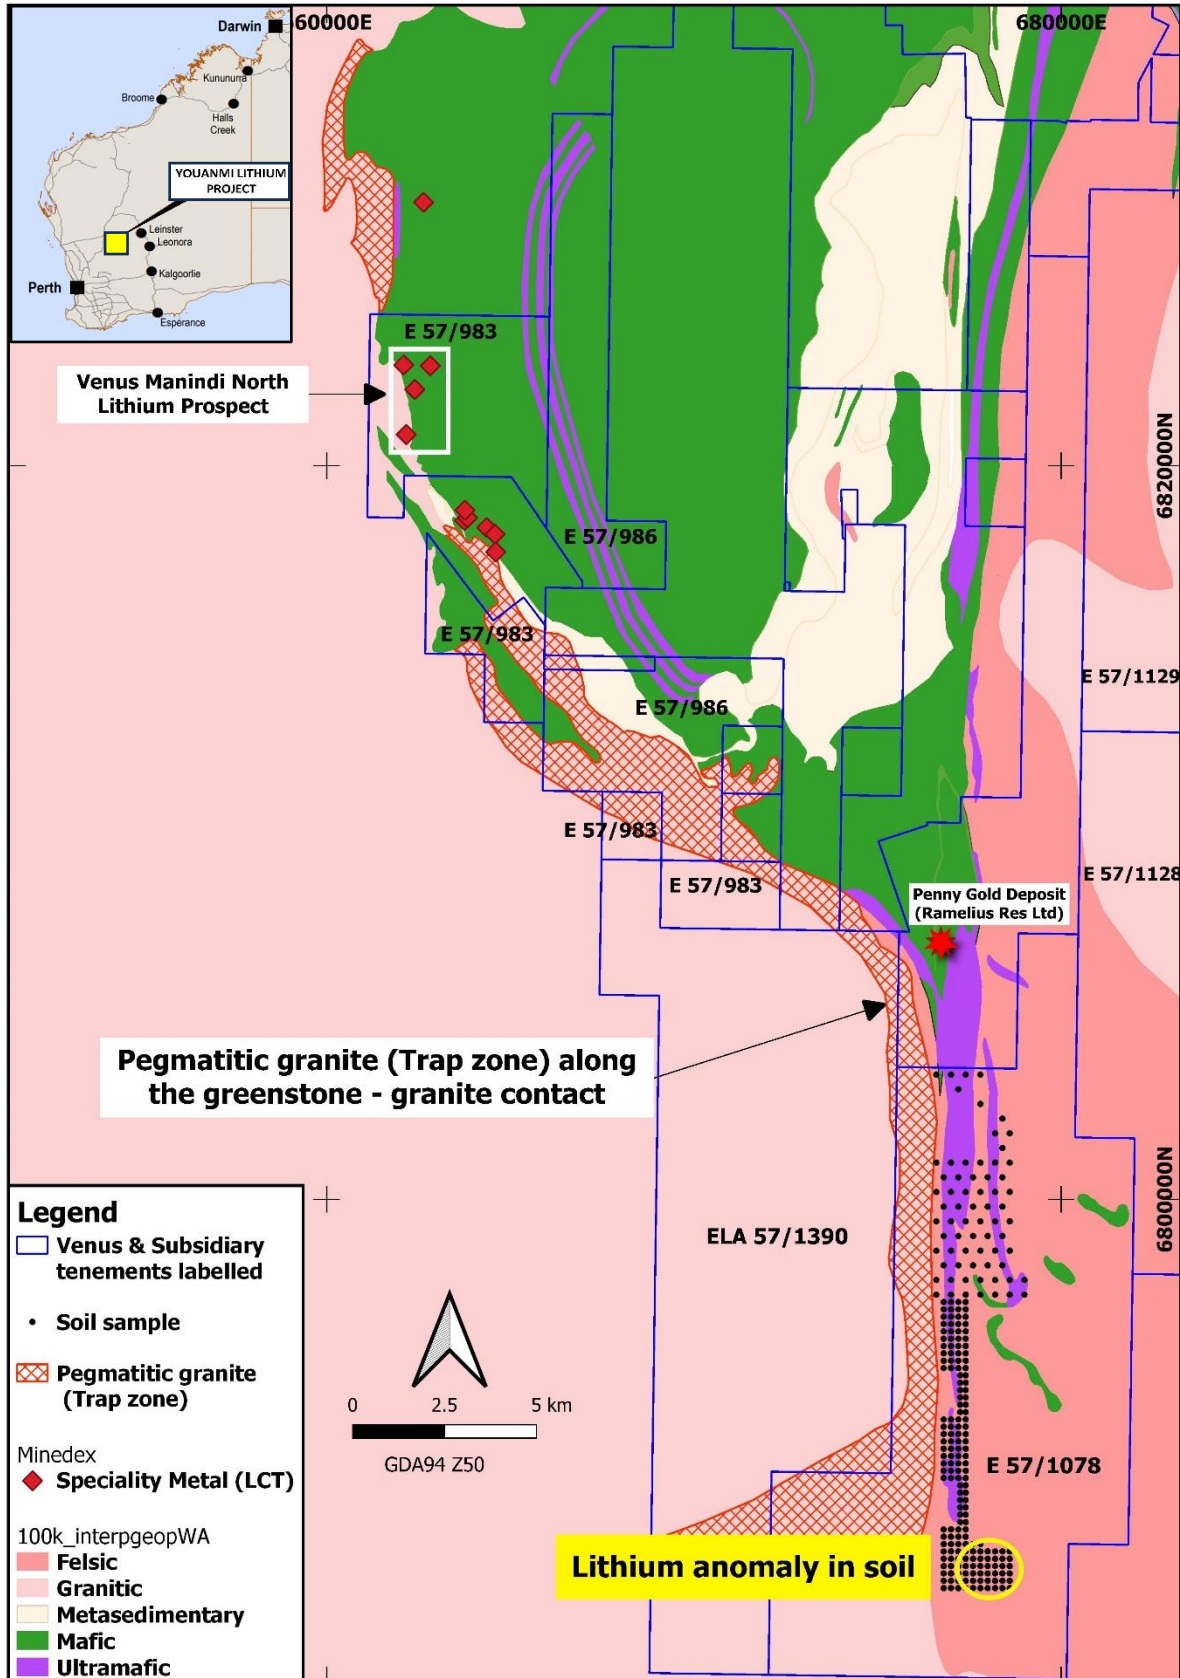 Darwin
Kununurra
Broome
Halls
Creek
YOUANMI LITHIUM
PROJECT
Leinster
Leonora
Kalgoorlie
Perth
Esperance
60000E
680000E
E 57/983
Venus Manindi North
Lithium Prospect
6820000N
E 57/986
E 57/983
E 57/1129
E 57/986
E 57/983
E 57/1128
E 57/983
Penny Gold Deposit
(Ramelius Res Ltd)
Pegmatitic granite (Trap zone) along
the greenstone - granite contact
6800000N
ELA 57/1390
Legend
Venus & Subsidiary
tenements labelled
Soil sample
Pegmatitic granite
(Trap zone)
Minedex
Speciality Metal (LCT)
100k_interpgeopWA
Felsic
Granitic
Metasedimentary
Mafic
Ultramafic
0 2.5 5 km
GDA94 Z50
E 57/1078
Lithium anomaly in soil